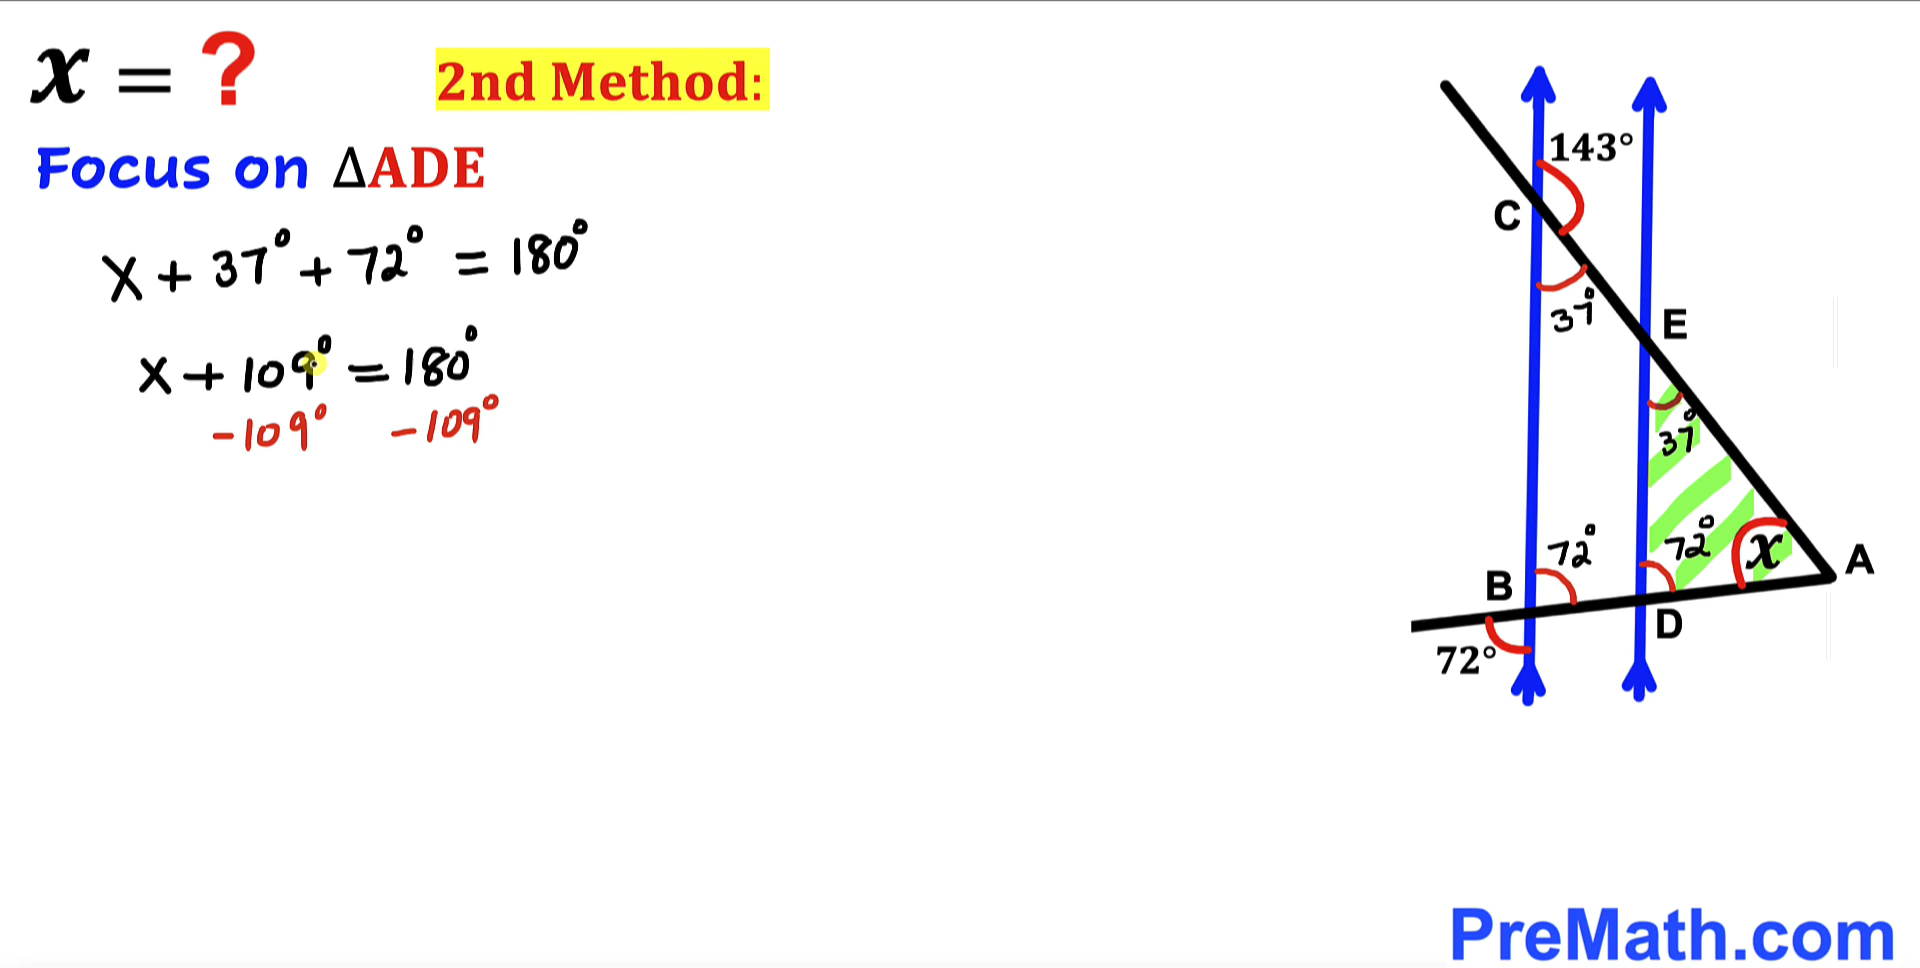 x = ?
2nd Method:
Focus on ΔADE
x + 37° + 72° = 180°
x + 109° = 180°
-109° -109°
143°
C
37°
E
37°
72°
72°
x
A
B
D
72°
PreMath.com